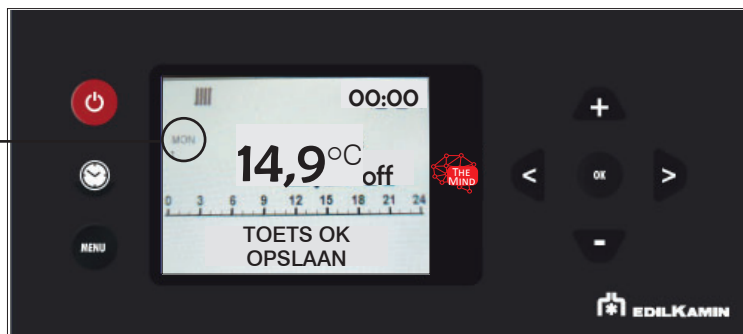 00:00
MON
14,9°C
off
0 3 6 9 12 15 18 21 24
TOETS OK
OPSLAAN
MENU
THE
MIND
+
<
OK
>
-
EDILKAMIN